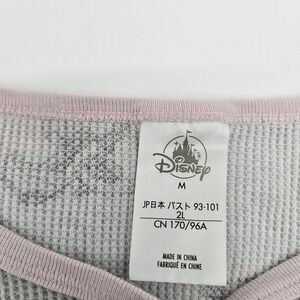 Disney
M
JP日本 バスト 93-101
2L
CN 170/96A
MADE IN CHINA
FABRIQUÉ EN CHINE